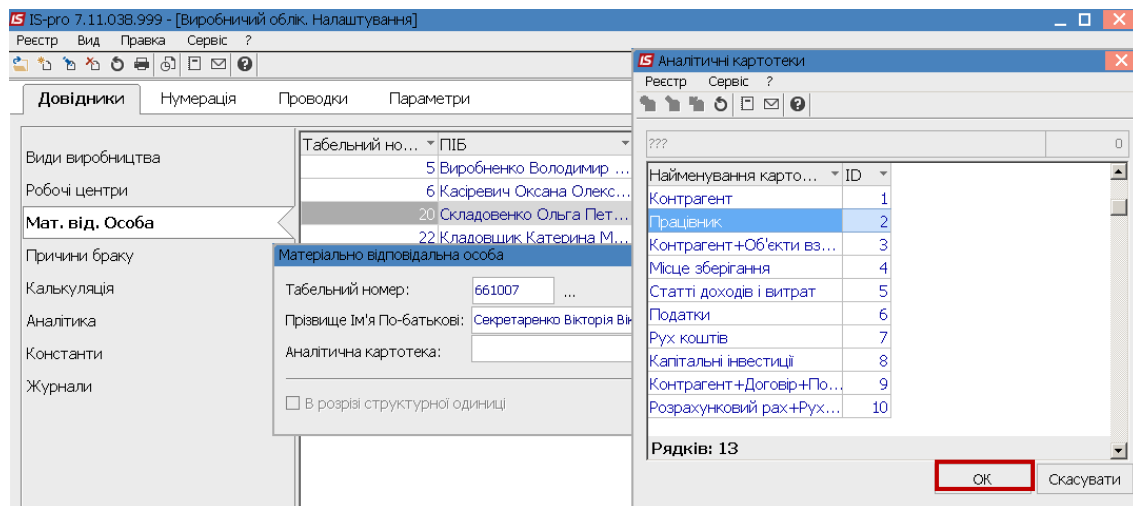 IS-pro 7.11.038.999 - [Виробничий облік. Налаштування]
Реєстр Вид Правка Сервіс ?
Довідники Нумерація Проводки Параметри
Види виробництва
Робочі центри
Мат. від. Особа
Причини браку
Калькуляція
Аналітика
Константи
Журнали
Табельний но... ПІБ
5 Виробненко Володимир ...
6 Касіревич Оксана Олекс...
20 Складовенко Ольга Пет...
22 Кладовщик Катерина М...
Матеріально відповідальна особа
Табельний номер: 661007 ...
Прізвище Ім'я По-батькові: Секретаренко Вікторія Вік
Аналітична картотека:
В розрізі структурної одиниці
Аналітичні картотеки
Реєстр Сервіс ?
??? 0
Найменування карто... ID
Контрагент 1
Працівник 2
Контрагент+Об'єкти вз... 3
Місце зберігання 4
Статті доходів і витрат 5
Податки 6
Рух коштів 7
Капітальні інвестиції 8
Контрагент+Договір+По... 9
Розрахунковий рах+Рух... 10
Рядків: 13
ОК Скасувати